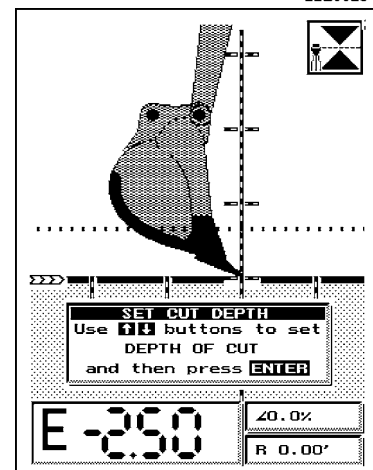 SET CUT DEPTH
Use ⬆⬇ buttons to set
DEPTH OF CUT
and then press ENTER
E -2.50
∠0.0%
R 0.00'